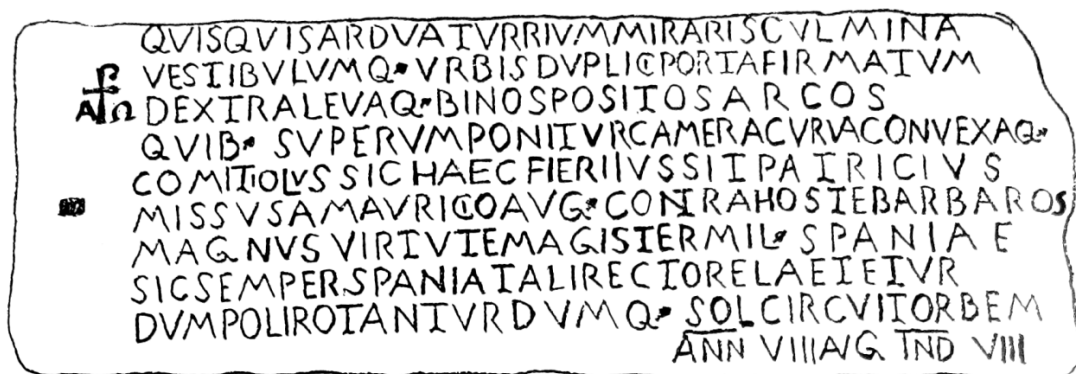 QVISQVISARDVATVRRIVMMIRARISCVLMINA
VESTIBVLVMQ·VRBISDVPLICIPORTAFIRMATVM
A Ω DEXTRALEVAQ·BINOSPOSITOSARCOS
QVIB· SVPERVMPONITVRCAMERACVRVACONVEXAQ·
COMITIOLVSSICHAECFIERIIVSSITPATRICIVS
MISSVSAMAVRICIOAVG·CONTRAHOSTEBARBAROS
MAGNVSVIRTVTEMAGISTERMIL· SPANIAE
SICSEMPERSPANIATALIRECTORELAETETVR
DVMPOLIROTANTVRDVMQ· SOLCIRCVITORBEM
ANN VIII AVG IND VIII